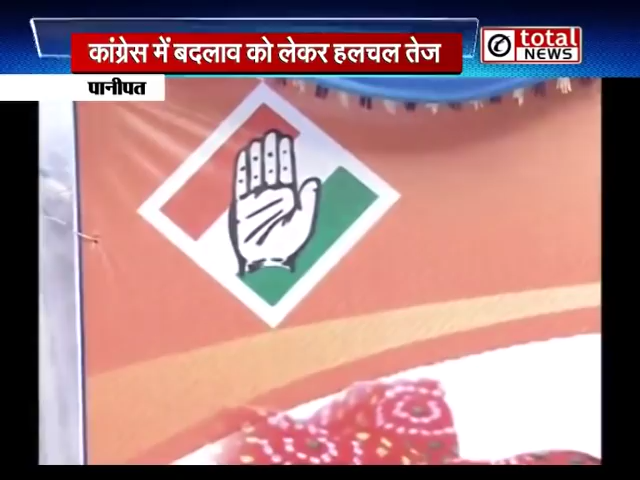 कांग्रेस में बदलाव को लेकर हलचल तेज
total
NEWS
पानीपत